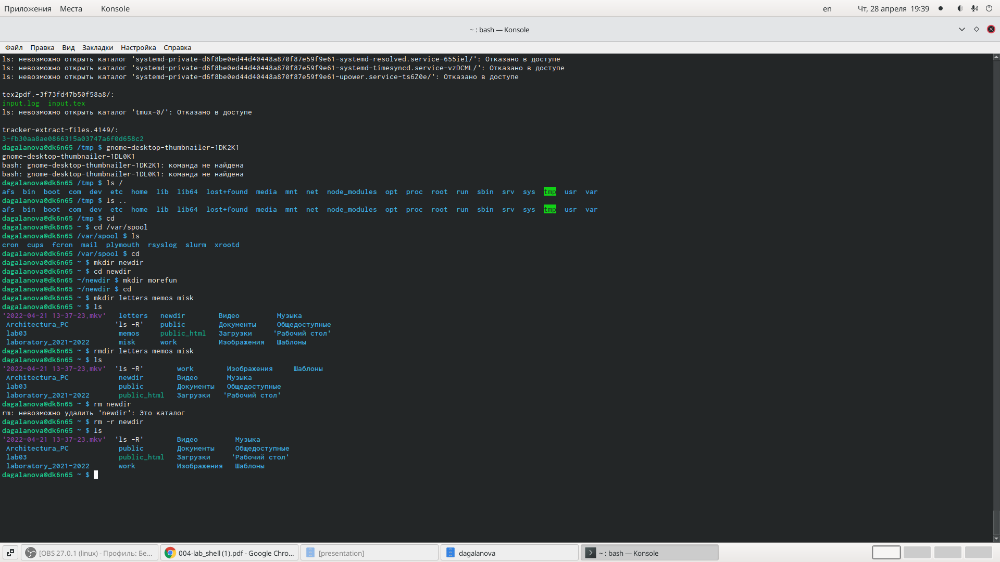 Приложения Места Konsole en Чт, 28 апреля 19:39
~ : bash — Konsole
Файл Правка Вид Закладки Настройка Справка
ls: невозможно открыть каталог 'systemd-private-d6f8be0ed44d40448a870f87e59f9e61-systemd-resolved.service-655iel/': Отказано в доступе
ls: невозможно открыть каталог 'systemd-private-d6f8be0ed44d40448a870f87e59f9e61-systemd-timesyncd.service-vzDCML/': Отказано в доступе
ls: невозможно открыть каталог 'systemd-private-d6f8be0ed44d40448a870f87e59f9e61-upower.service-ts6Z0e/': Отказано в доступе
tex2pdf.-3f73fd47b50f58a8/:
input.log input.tex
ls: невозможно открыть каталог 'tmux-0/': Отказано в доступе
tracker-extract-files.4149/:
3-fb30aa8ae0866315a03747a6f0d658c2
dagalanova@dk6n65 /tmp $ gnome-desktop-thumbnailer-1DK2K1
gnome-desktop-thumbnailer-1DL0K1
bash: gnome-desktop-thumbnailer-1DK2K1: команда не найдена
bash: gnome-desktop-thumbnailer-1DL0K1: команда не найдена
dagalanova@dk6n65 /tmp $ ls /
afs bin boot com dev etc home lib lib64 lost+found media mnt net node_modules opt proc root run sbin srv sys tmp usr var
dagalanova@dk6n65 /tmp $ ls ..
afs bin boot com dev etc home lib lib64 lost+found media mnt net node_modules opt proc root run sbin srv sys tmp usr var
dagalanova@dk6n65 /tmp $ cd
dagalanova@dk6n65 ~ $ cd /var/spool
dagalanova@dk6n65 /var/spool $ ls
cron cups fcron mail plymouth rsyslog slurm xrootd
dagalanova@dk6n65 /var/spool $ cd
dagalanova@dk6n65 ~ $ mkdir newdir
dagalanova@dk6n65 ~ $ cd newdir
dagalanova@dk6n65 ~/newdir $ mkdir morefun
dagalanova@dk6n65 ~/newdir $ cd
dagalanova@dk6n65 ~ $ mkdir letters memos misk
dagalanova@dk6n65 ~ $ ls
'2022-04-21 13-37-23.mkv' letters newdir Видео Музыка
Architectura_PC 'ls -R' public Документы Общедоступные
lab03 memos public_html Загрузки 'Рабочий стол'
laboratory_2021-2022 misk work Изображения Шаблоны
dagalanova@dk6n65 ~ $ rmdir letters memos misk
dagalanova@dk6n65 ~ $ ls
'2022-04-21 13-37-23.mkv' 'ls -R' work Изображения Шаблоны
Architectura_PC newdir Видео Музыка
lab03 public Документы Общедоступные
laboratory_2021-2022 public_html Загрузки 'Рабочий стол'
dagalanova@dk6n65 ~ $ rm newdir
rm: невозможно удалить 'newdir': Это каталог
dagalanova@dk6n65 ~ $ rm -r newdir
dagalanova@dk6n65 ~ $ ls
'2022-04-21 13-37-23.mkv' 'ls -R' Видео Музыка
Architectura_PC public Документы Общедоступные
lab03 public_html Загрузки 'Рабочий стол'
laboratory_2021-2022 work Изображения Шаблоны
dagalanova@dk6n65 ~ $
[OBS 27.0.1 (linux) - Профиль: Бе... 004-lab_shell (1).pdf - Google Chro... [presentation] dagalanova ~ : bash — Konsole